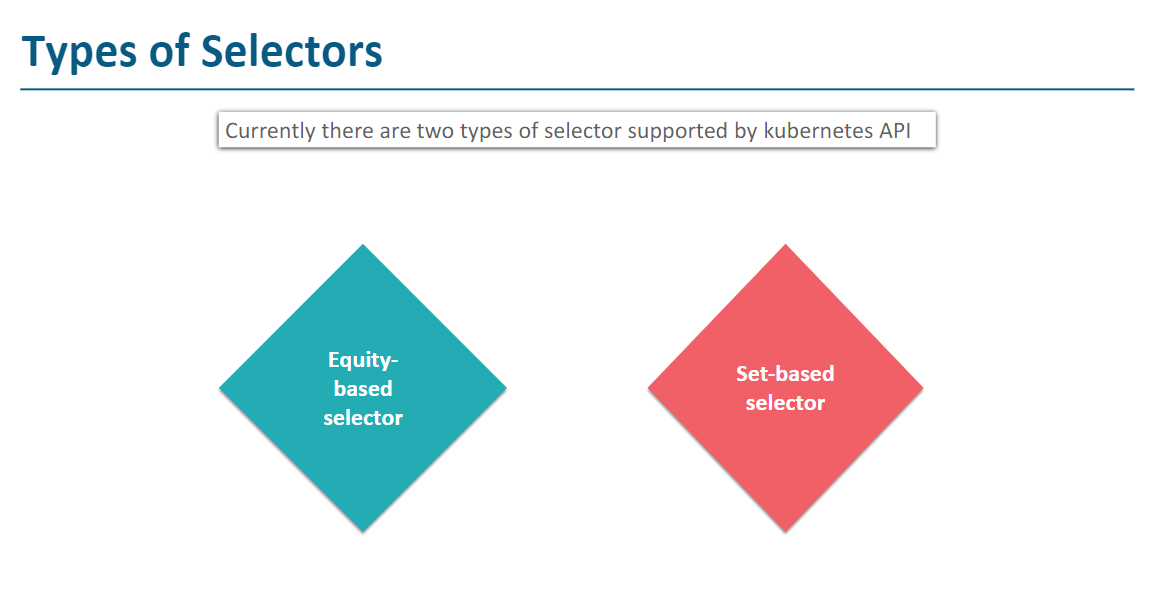 Types of Selectors
Currently there are two types of selector supported by kubernetes API
Equity-
based
selector
Set-based
selector